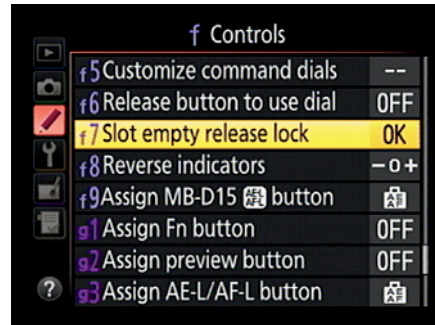 f Controls
f5 Customize command dials --
f6 Release button to use dial OFF
f7 Slot empty release lock OK
f8 Reverse indicators -0+
f9 Assign MB-D15 AE-L/AF-L button
g1 Assign Fn button OFF
g2 Assign preview button OFF
? g3 Assign AE-L/AF-L button